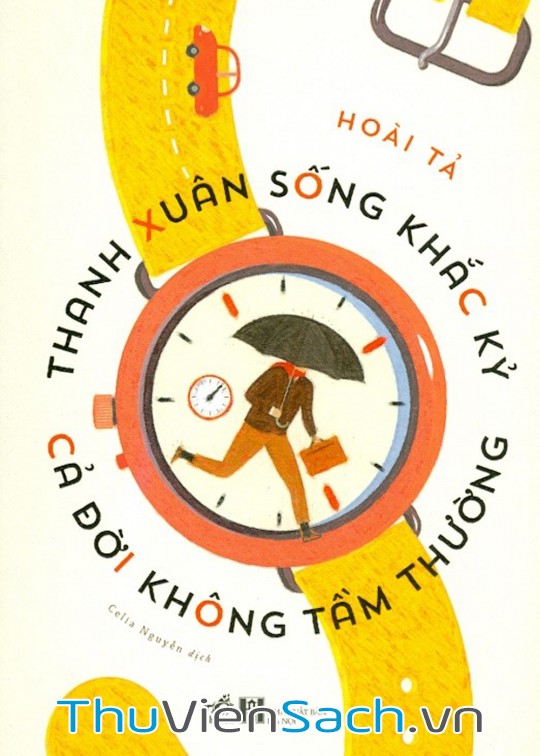 HOÀI TẢ
THANH XUÂN SỐNG KHẮC KỶ
CẢ ĐỜI KHÔNG TẦM THƯỜNG
Celia Nguyễn dịch
ThuVienSach.vn